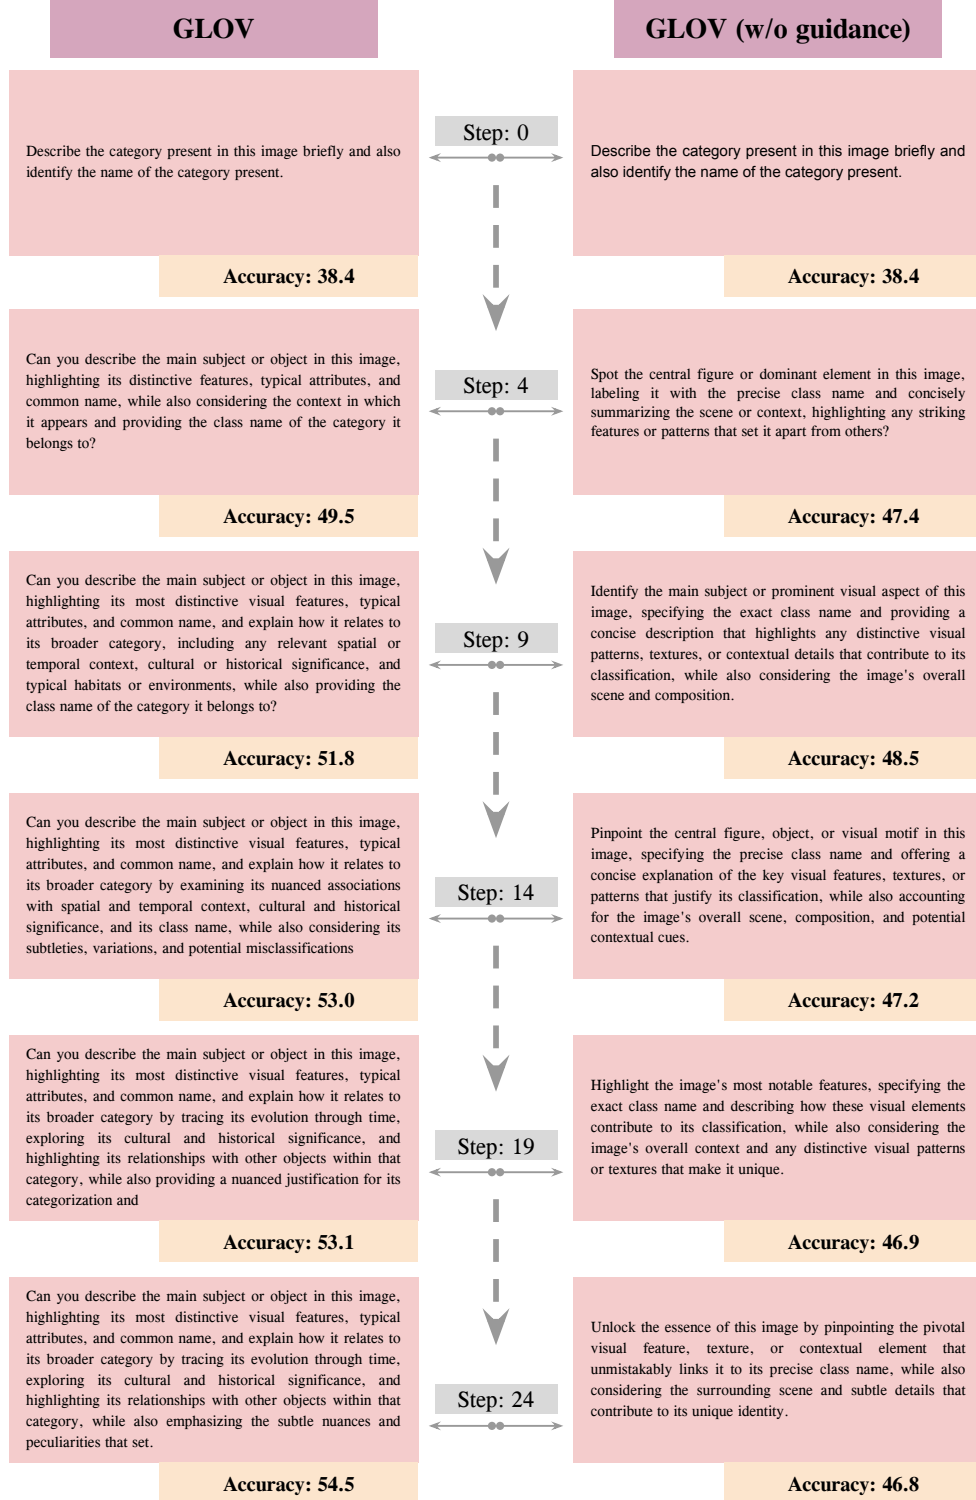 GLOV
GLOV (w/o guidance)
Step: 0
Describe the category present in this image briefly and also
identify the name of the category present.
Accuracy: 38.4
Describe the category present in this image briefly and
also identify the name of the category present.
Accuracy: 38.4
Step: 4
Can you describe the main subject or object in this image,
highlighting its distinctive features, typical attributes, and
common name, while also considering the context in which
it appears and providing the class name of the category it
belongs to?
Accuracy: 49.5
Spot the central figure or dominant element in this image,
labeling it with the precise class name and concisely
summarizing the scene or context, highlighting any striking
features or patterns that set it apart from others?
Accuracy: 47.4
Step: 9
Can you describe the main subject or object in this image,
highlighting its most distinctive visual features, typical
attributes, and common name, and explain how it relates to
its broader category, including any relevant spatial or
temporal context, cultural or historical significance, and
typical habitats or environments, while also providing the
class name of the category it belongs to?
Accuracy: 51.8
Identify the main subject or prominent visual aspect of this
image, specifying the exact class name and providing a
concise description that highlights any distinctive visual
patterns, textures, or contextual details that contribute to its
classification, while also considering the image's overall
scene and composition.
Accuracy: 48.5
Step: 14
Can you describe the main subject or object in this image,
highlighting its most distinctive visual features, typical
attributes, and common name, and explain how it relates to
its broader category by examining its nuanced associations
with spatial and temporal context, cultural and historical
significance, and its class name, while also considering its
subtleties, variations, and potential misclassifications
Accuracy: 53.0
Pinpoint the central figure, object, or visual motif in this
image, specifying the precise class name and offering a
concise explanation of the key visual features, textures, or
patterns that justify its classification, while also accounting
for the image's overall scene, composition, and potential
contextual cues.
Accuracy: 47.2
Step: 19
Can you describe the main subject or object in this image,
highlighting its most distinctive visual features, typical
attributes, and common name, and explain how it relates to
its broader category by tracing its evolution through time,
exploring its cultural and historical significance, and
highlighting its relationships with other objects within that
category, while also providing a nuanced justification for its
categorization and
Accuracy: 53.1
Highlight the image's most notable features, specifying the
exact class name and describing how these visual elements
contribute to its classification, while also considering the
image's overall context and any distinctive visual patterns
or textures that make it unique.
Accuracy: 46.9
Step: 24
Can you describe the main subject or object in this image,
highlighting its most distinctive visual features, typical
attributes, and common name, and explain how it relates to
its broader category by tracing its evolution through time,
exploring its cultural and historical significance, and
highlighting its relationships with other objects within that
category, while also emphasizing the subtle nuances and
peculiarities that set.
Accuracy: 54.5
Unlock the essence of this image by pinpointing the pivotal
visual feature, texture, or contextual element that
unmistakably links it to its precise class name, while also
considering the surrounding scene and subtle details that
contribute to its unique identity.
Accuracy: 46.8